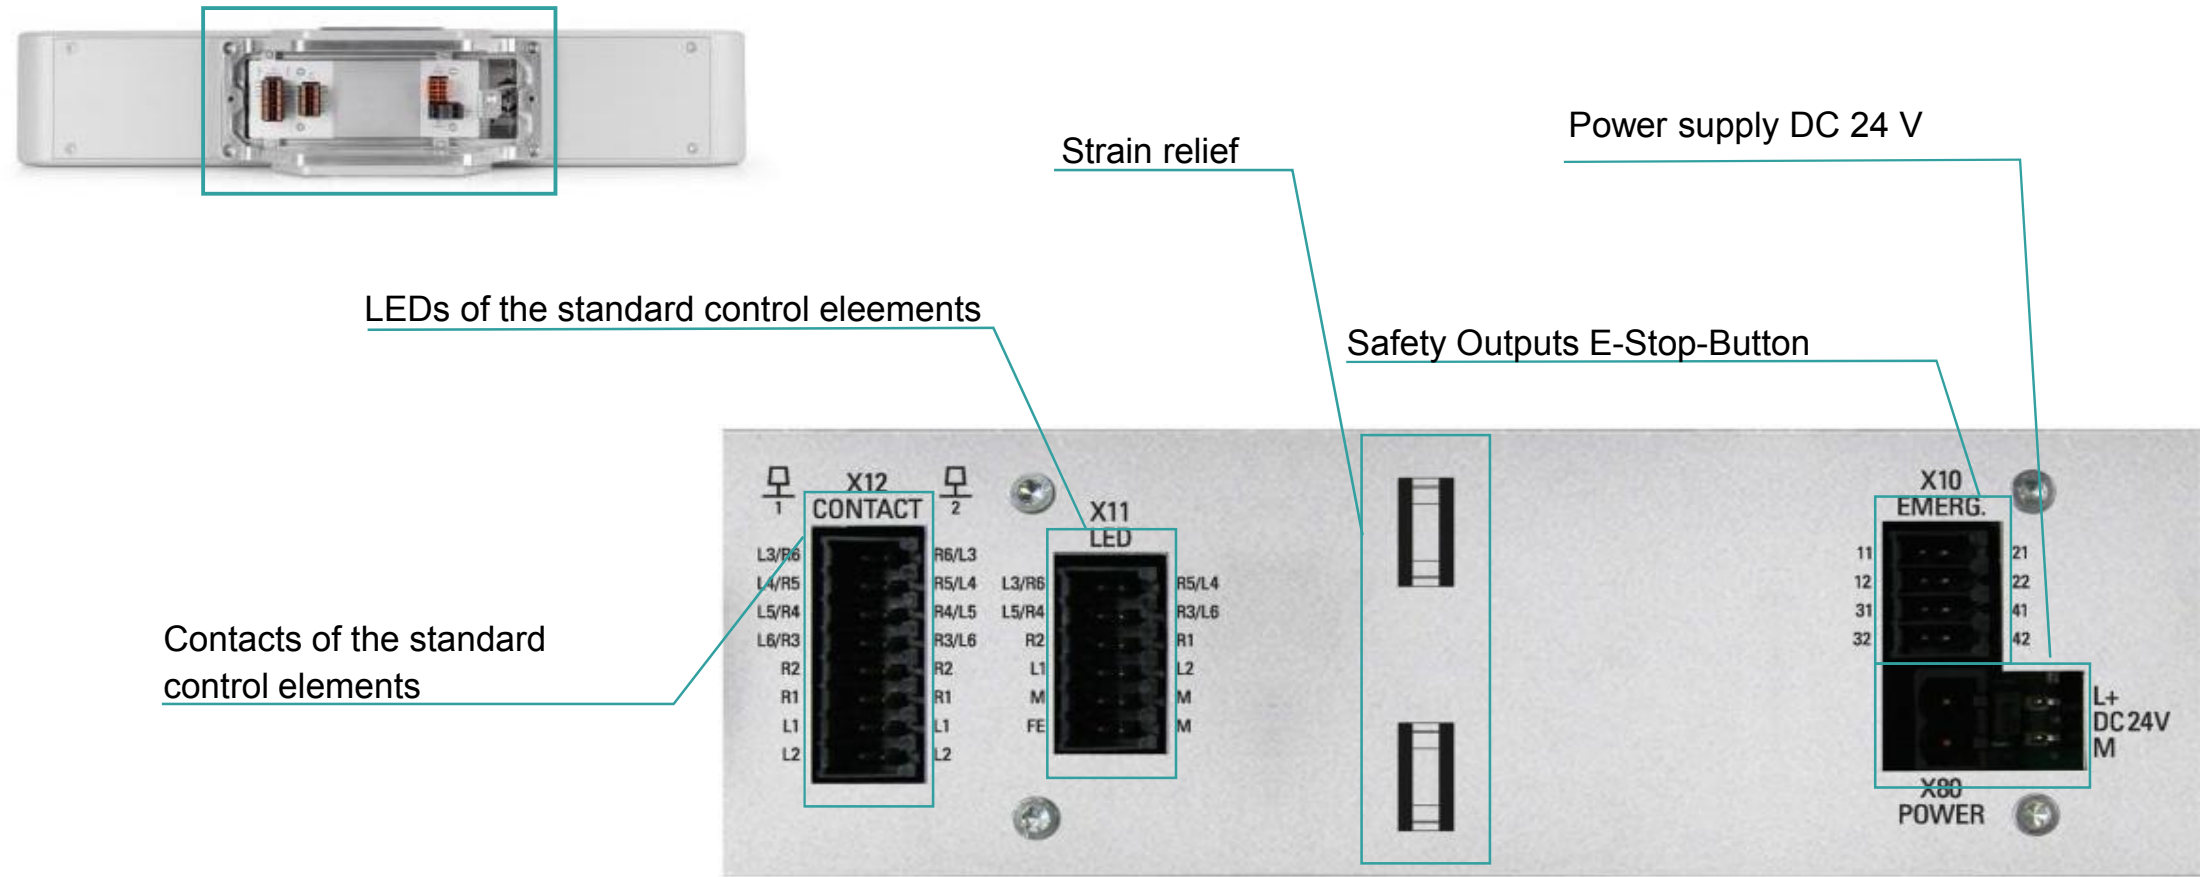 Power supply DC 24 V
Strain relief
LEDs of the standard control eleements
Safety Outputs E-Stop-Button
Contacts of the standard
control elements
1
X12
CONTACT
2
L3/R6
L4/R5
L5/R4
L6/R3
R2
R1
L1
L2
R6/L3
R5/L4
R4/L5
R3/L6
R2
R1
L1
L2
X11
LED
L3/R6
L5/R4
R2
L1
M
FE
R5/L4
R3/L6
R1
L2
M
M
X10
EMERG.
11
12
31
32
21
22
41
42
L+
DC24V
M
X80
POWER